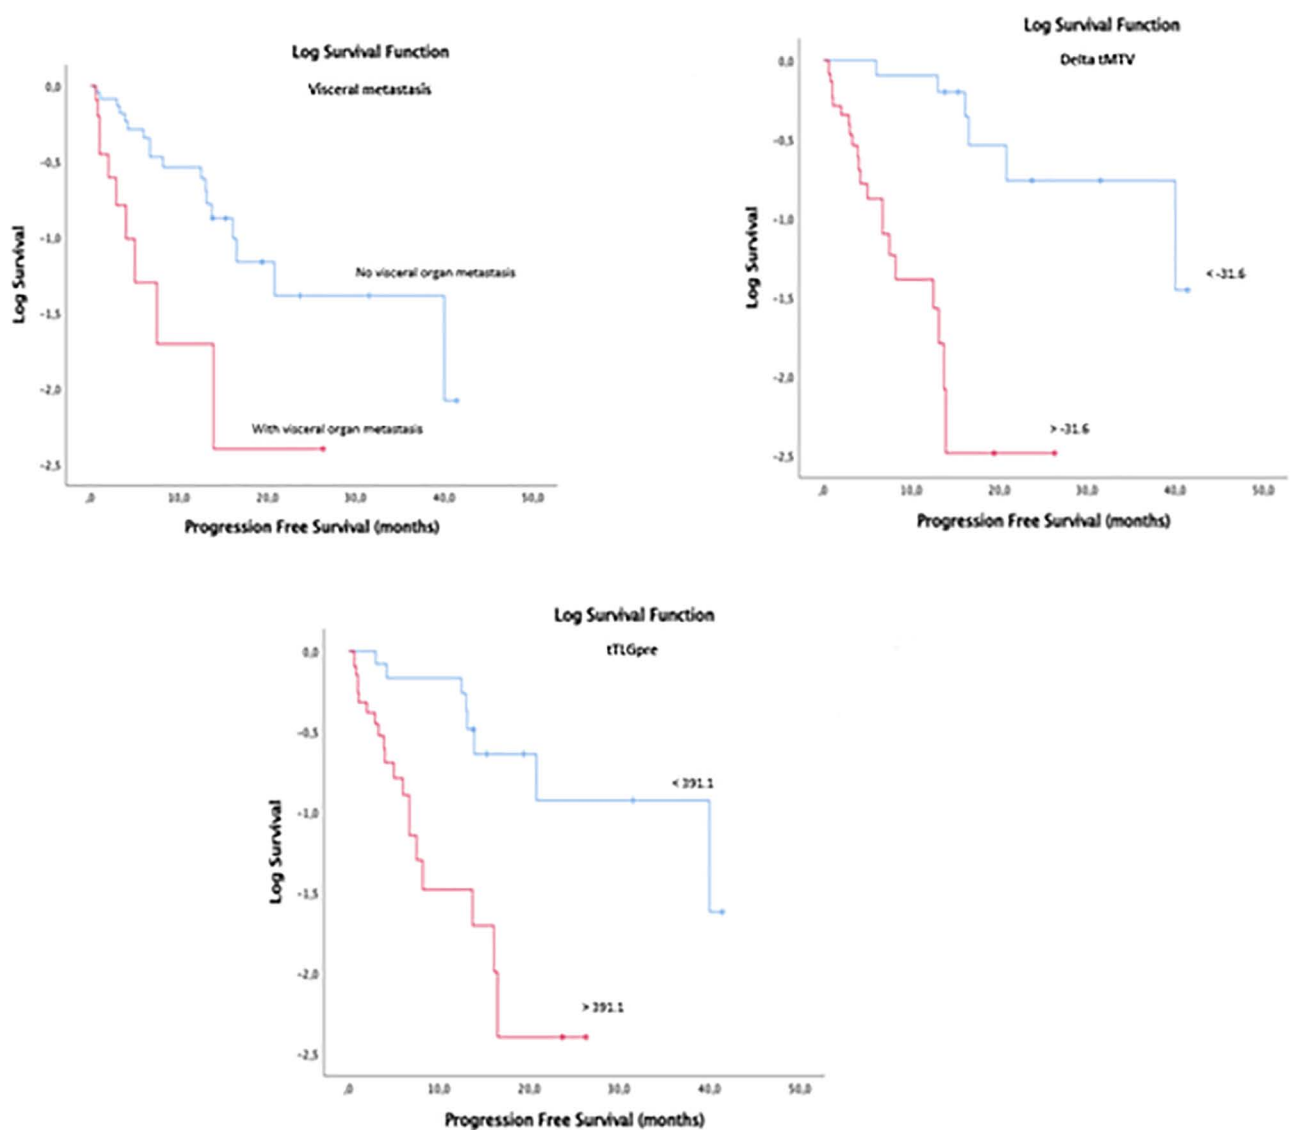 Log Survival Function
Visceral metastasis
0,0
-0,5
-1,0
-1,5
-2,0
-2,5
Log Survival
No visceral organ metastasis
With visceral organ metastasis
,0 10,0 20,0 30,0 40,0 50,0
Progression Free Survival (months)
Log Survival Function
Delta tMTV
0,0
-0,5
-1,0
-1,5
-2,0
-2,5
Log Survival
< -31.6
> -31.6
,0 10,0 20,0 30,0 40,0 50,0
Progression Free Survival (months)
Log Survival Function
tTLGpre
0,0
-0,5
-1,0
-1,5
-2,0
-2,5
Log Survival
< 391.1
> 391.1
,0 10,0 20,0 30,0 40,0 50,0
Progression Free Survival (months)